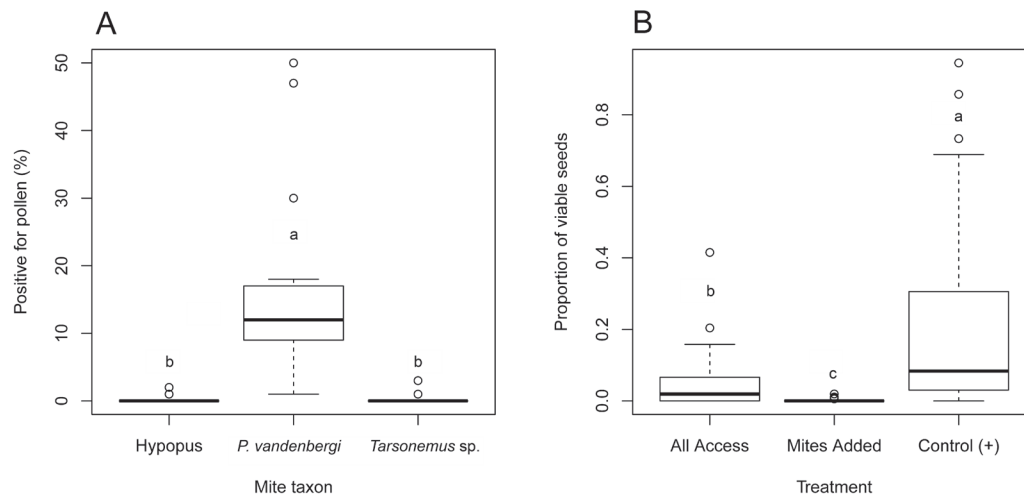 A
Positive for pollen (%)
50
40
30
20
10
0
b
a
b
Hypopus
P. vandenbergi
Tarsonemus sp.
Mite taxon
B
Proportion of viable seeds
0.8
0.6
0.4
0.2
0.0
b
c
a
All Access
Mites Added
Control (+)
Treatment